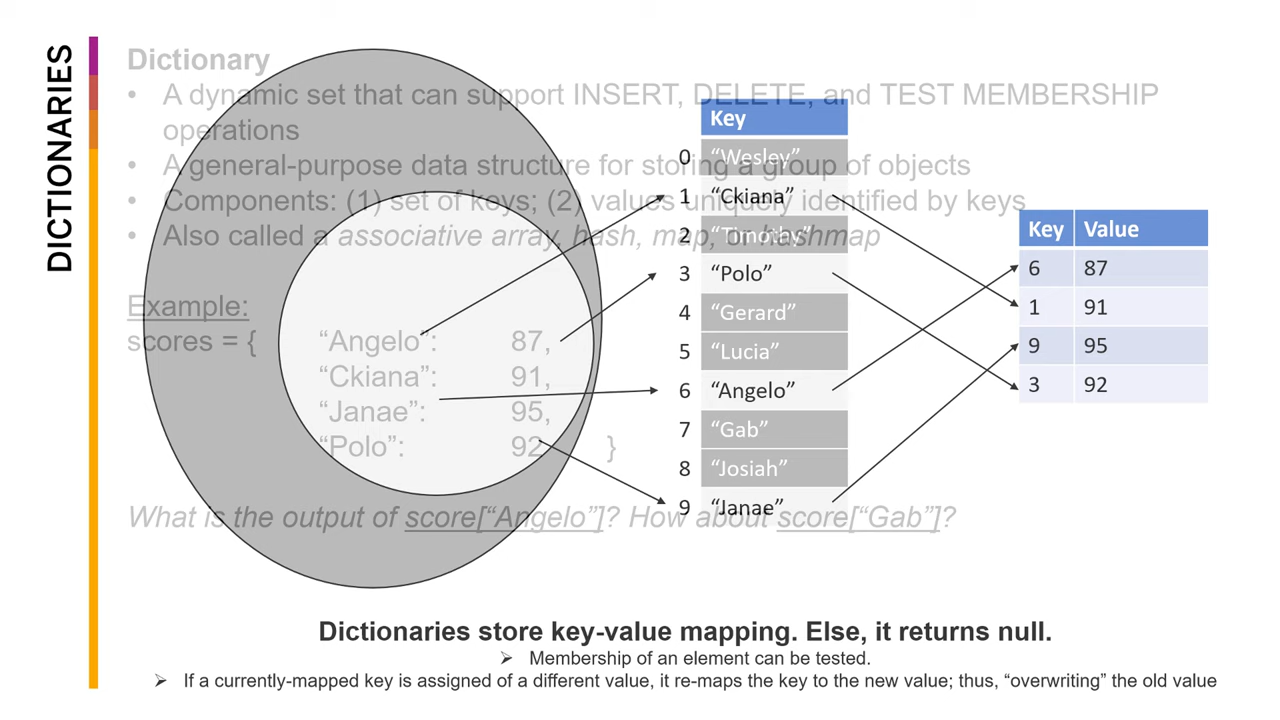 DICTIONARIES
Dictionary
• A dynamic set that can support INSERT, DELETE, and TEST MEMBERSHIP
operations
• A general-purpose data structure for storing a group of objects
• Components: (1) set of keys; (2) values uniquely identified by keys
• Also called a associative array, hash, map, or hashmap
Example:
scores = { “Angelo”: 87,
“Ckiana”: 91,
“Janae”: 95,
“Polo”: 92 }
What is the output of score[“Angelo”]? How about score[“Gab”]?
Key
0 “Wesley”
1 “Ckiana”
2 “Timothy”
3 “Polo”
4 “Gerard”
5 “Lucia”
6 “Angelo”
7 “Gab”
8 “Josiah”
9 “Janae”
Key Value
6 87
1 91
9 95
3 92
Dictionaries store key-value mapping. Else, it returns null.
➢ Membership of an element can be tested.
➢ If a currently-mapped key is assigned of a different value, it re-maps the key to the new value; thus, “overwriting” the old value